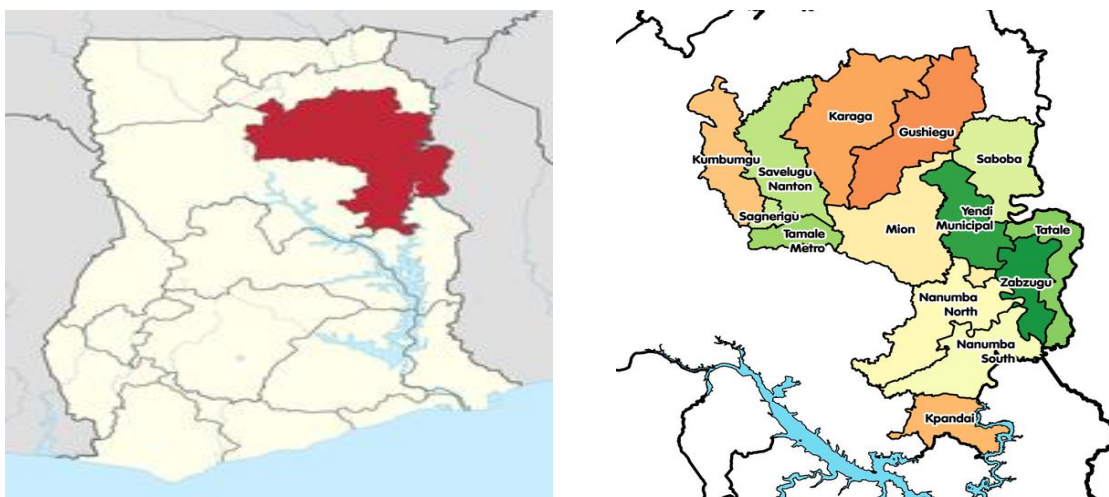 Karaga
Gushiegu
Kumbumgu
Savelugu
Nanton
Saboba
Sagnerigu
Tamale
Metro
Mion
Yendi
Municipal
Tatale
Zabzugu
Nanumba
North
Nanumba
South
Kpandai